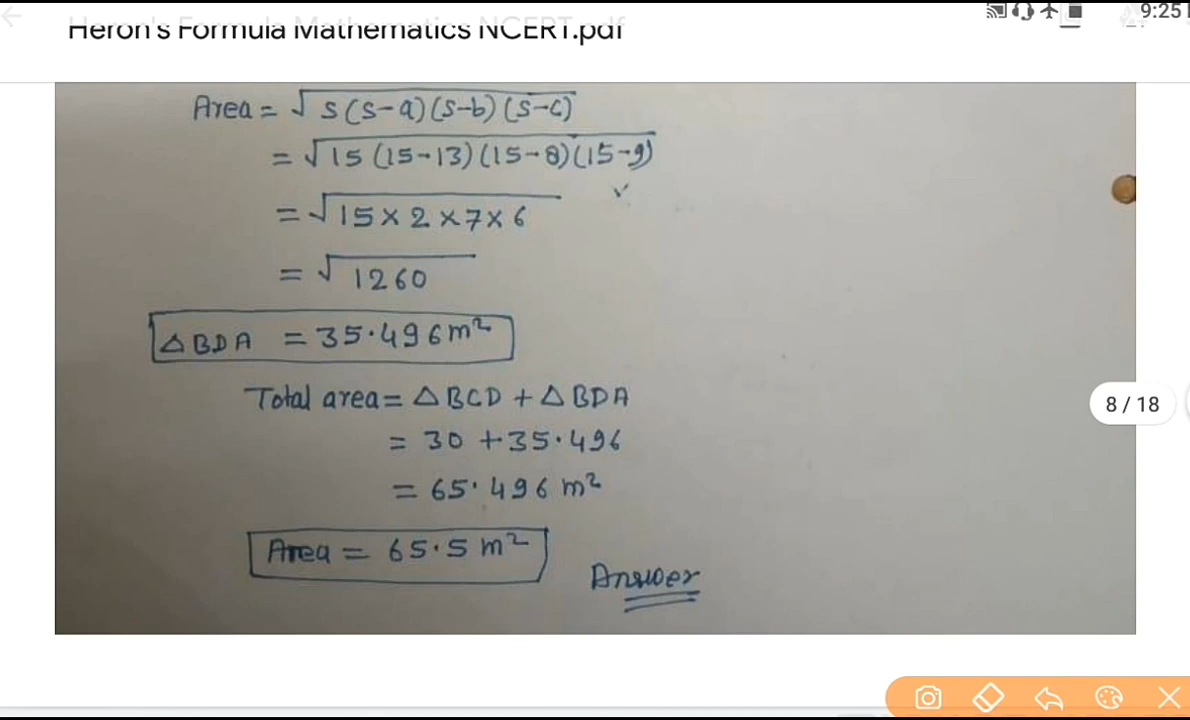 9:25
Heron's Formula Mathematics NCERT.pdf
Area = √s(s-a)(s-b)(s-c)
= √15(15-13)(15-8)(15-9)
= √15×2×7×6
= √1260
△BDA = 35.496m²
Total area = △BCD + △BDA
= 30 + 35.496
= 65.496 m²
8 / 18
Area = 65.5 m²
Answer